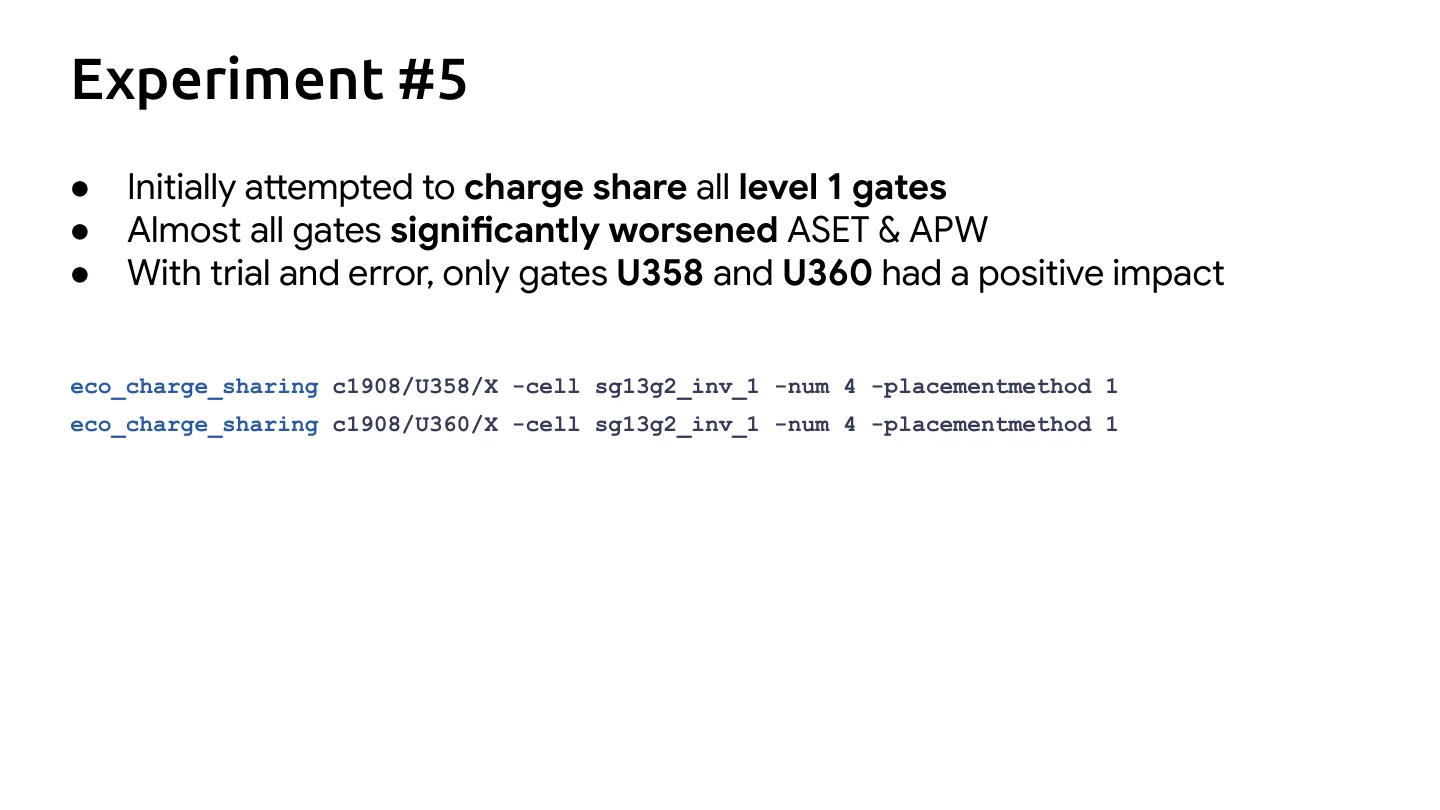 Experiment #5
● Initially attempted to charge share all level 1 gates
● Almost all gates significantly worsened ASET & APW
● With trial and error, only gates U358 and U360 had a positive impact
eco_charge_sharing c1908/U358/X -cell sg13g2_inv_1 -num 4 -placementmethod 1
eco_charge_sharing c1908/U360/X -cell sg13g2_inv_1 -num 4 -placementmethod 1